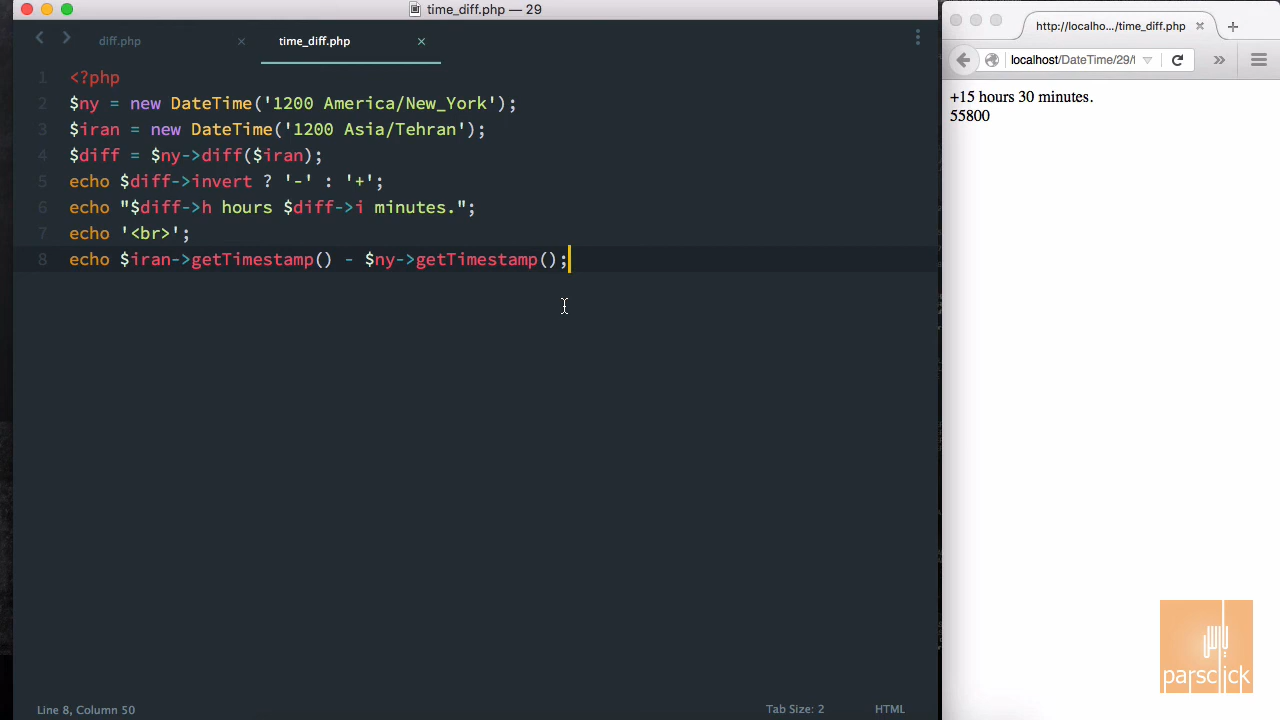 time_diff.php — 29
diff.php
time_diff.php
1 <?php
2 $ny = new DateTime('1200 America/New_York');
3 $iran = new DateTime('1200 Asia/Tehran');
4 $diff = $ny->diff($iran);
5 echo $diff->invert ? '-' : '+';
6 echo "$diff->h hours $diff->i minutes.";
7 echo '<br>';
8 echo $iran->getTimestamp() - $ny->getTimestamp();
Line 8, Column 50
Tab Size: 2
HTML
http://localho.../time_diff.php
localhost/DateTime/29/
+15 hours 30 minutes.
55800
parsclick